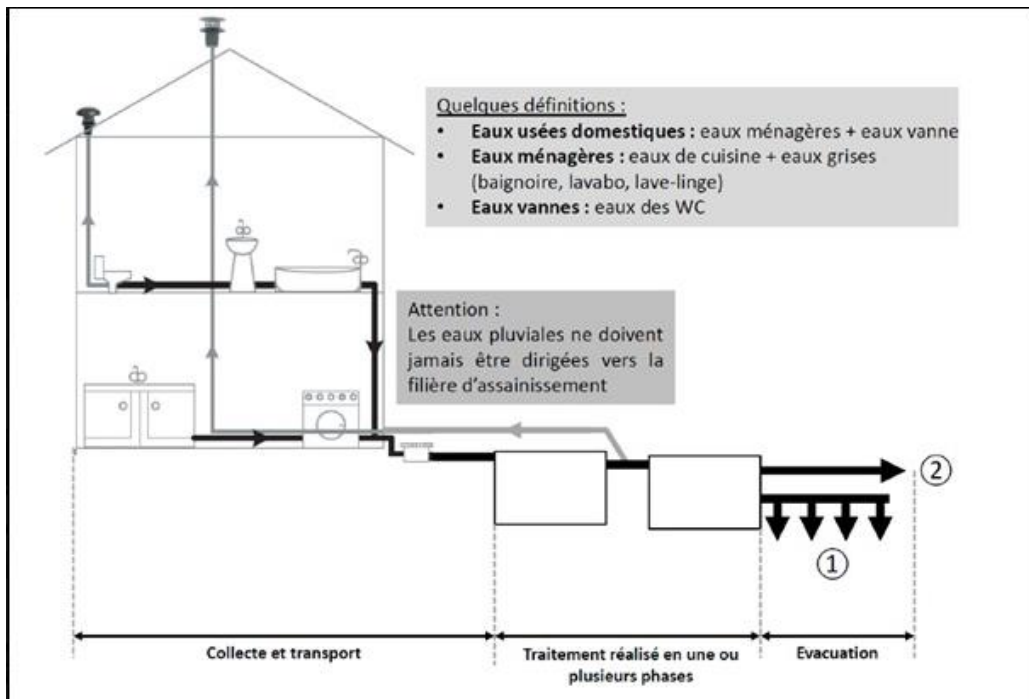 Quelques définitions :
• Eaux usées domestiques : eaux ménagères + eaux vanne
• Eaux ménagères : eaux de cuisine + eaux grises
(baignoire, lavabo, lave-linge)
• Eaux vannes : eaux des WC
Attention :
Les eaux pluviales ne doivent
jamais être dirigées vers la
filière d'assainissement
②
①
Collecte et transport
Traitement réalisé en une ou
plusieurs phases
Evacuation